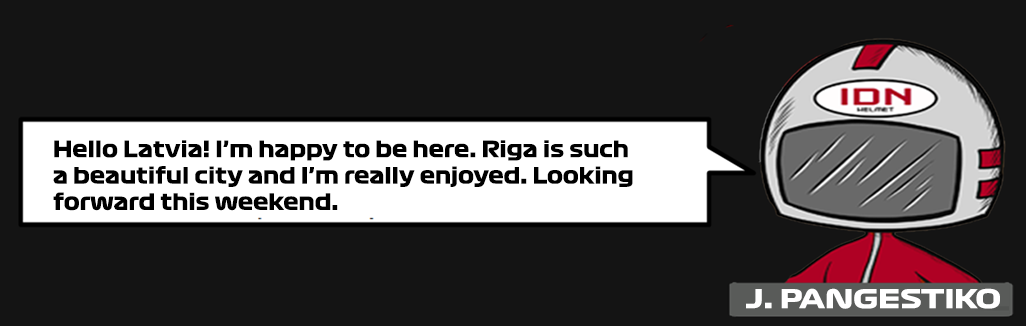 Hello Latvia! I'm happy to be here. Riga is such
a beautiful city and I'm really enjoyed. Looking
forward this weekend.
IDN
HELMET
J. PANGESTIKO